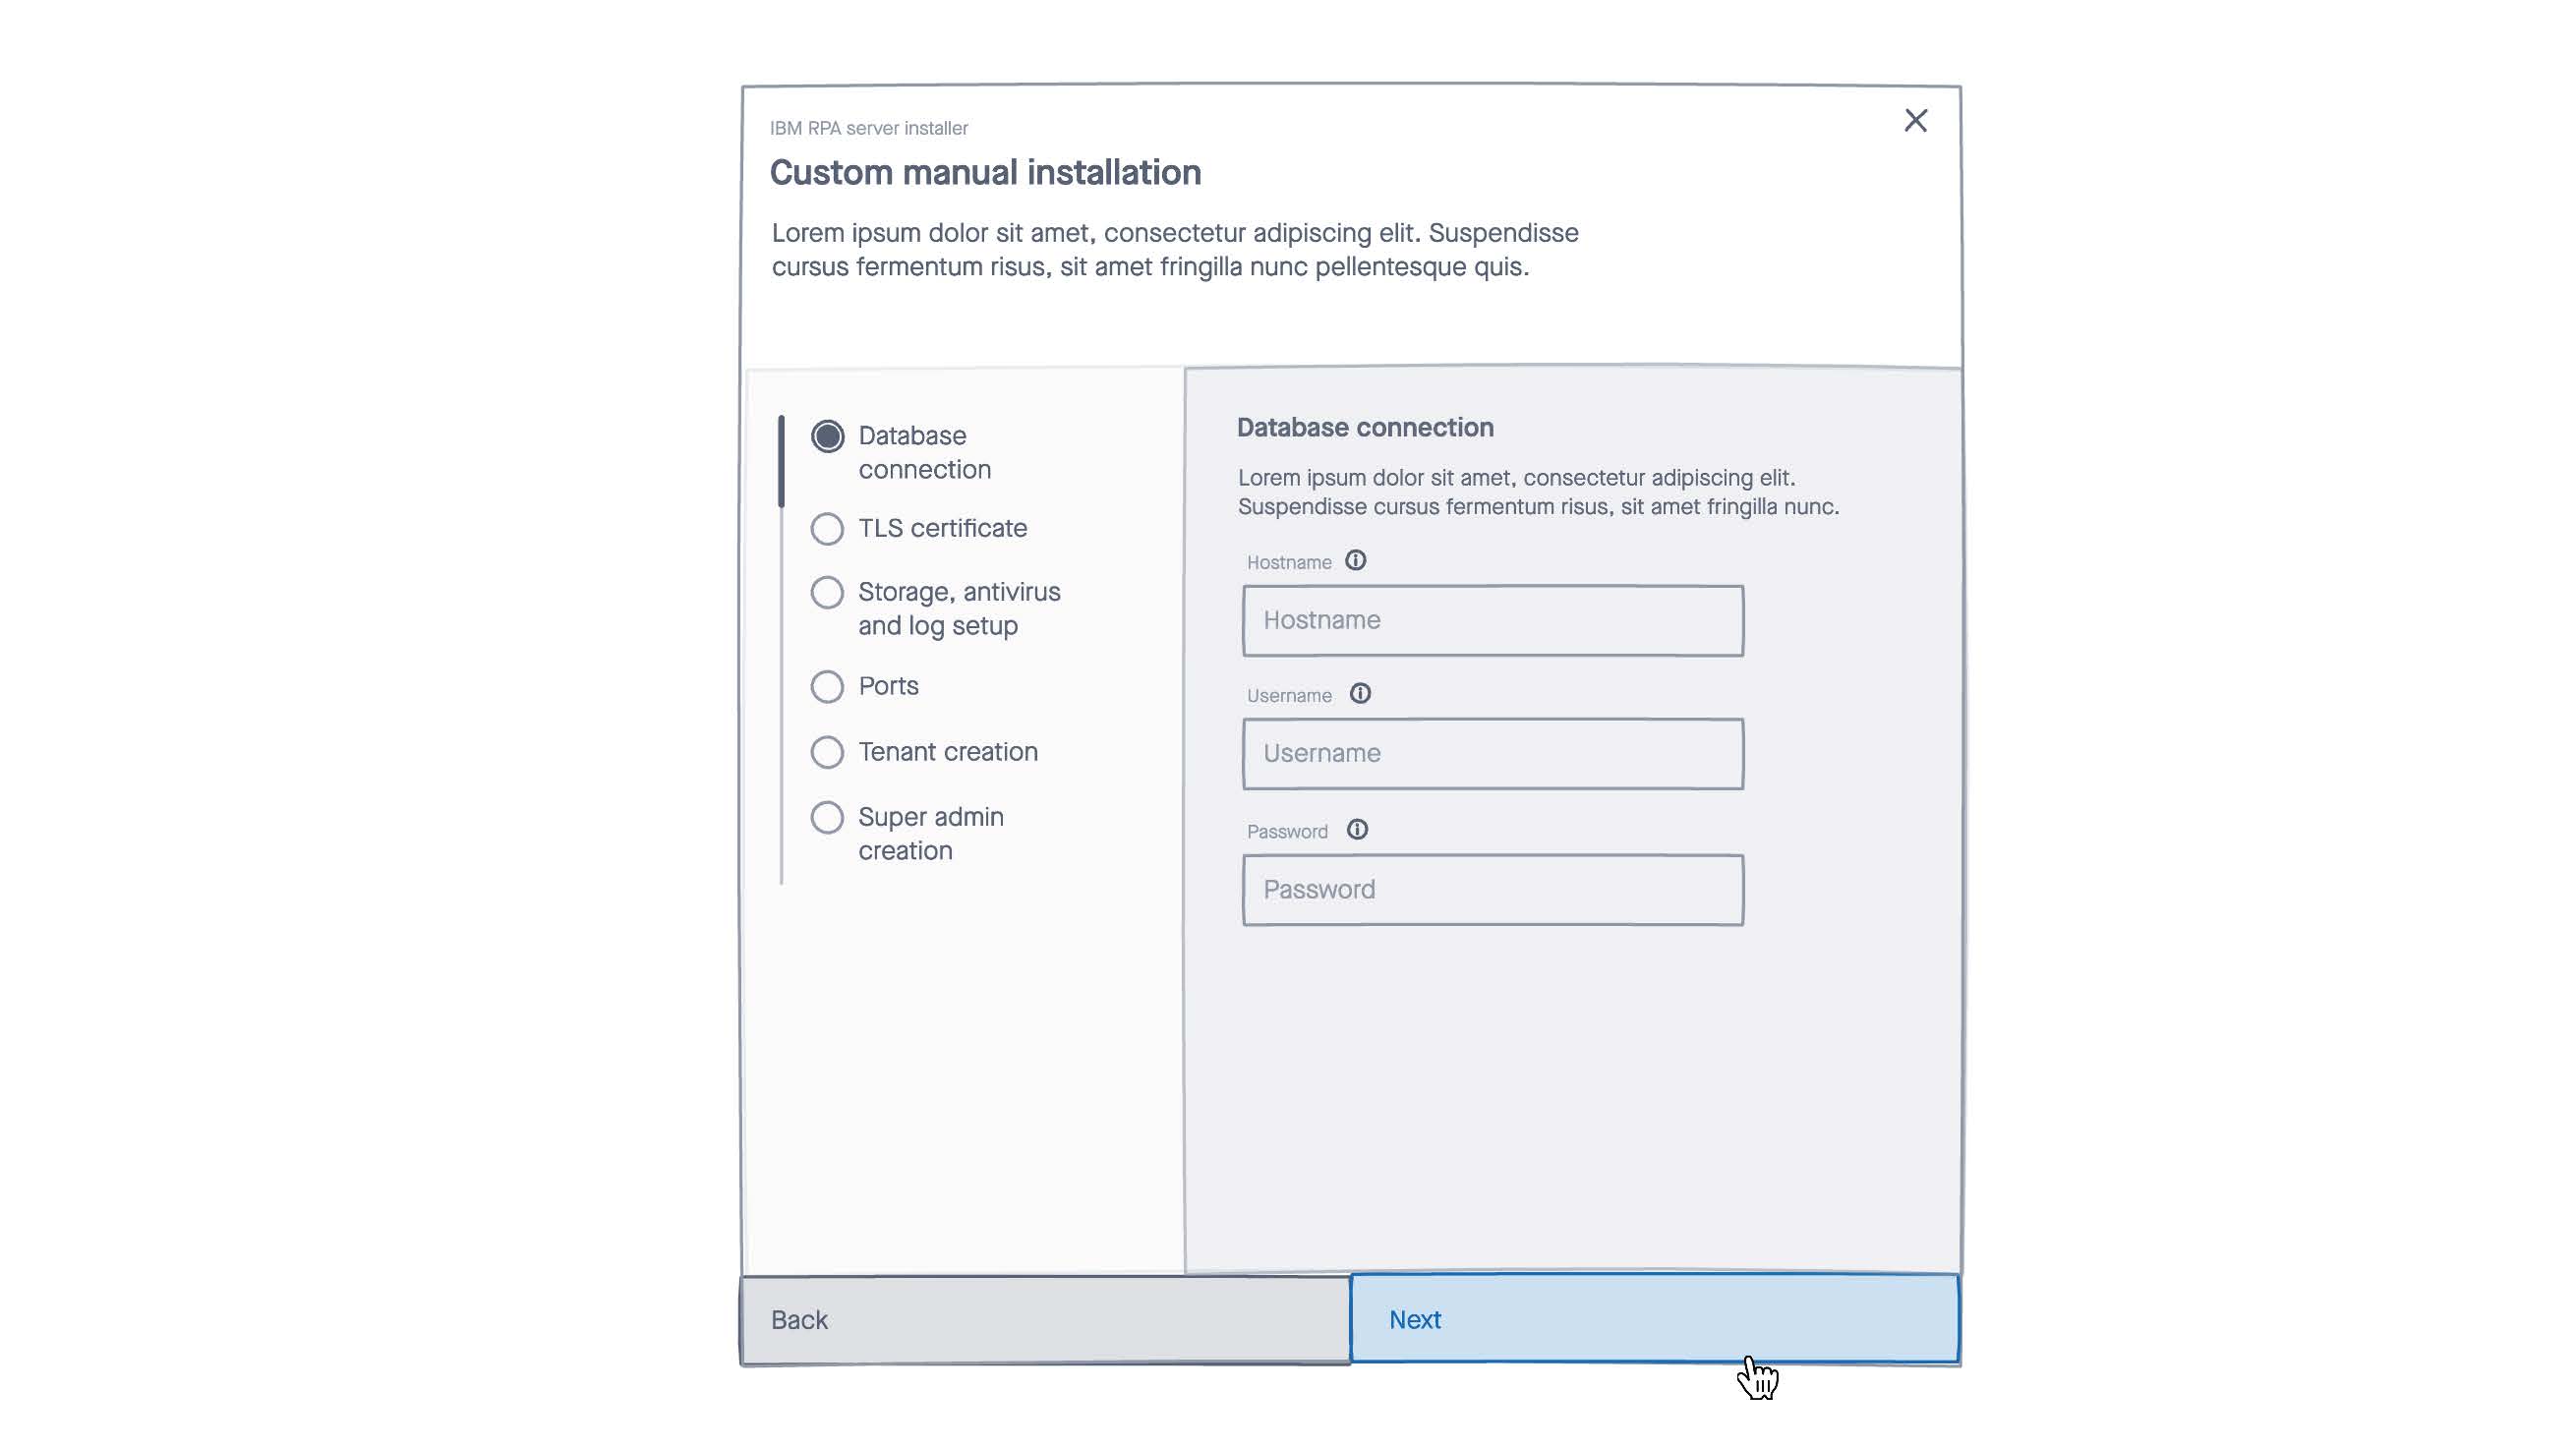 IBM RPA server installer
Custom manual installation
Lorem ipsum dolor sit amet, consectetur adipiscing elit. Suspendisse
cursus fermentum risus, sit amet fringilla nunc pellentesque quis.
Database
connection
TLS certificate
Storage, antivirus
and log setup
Ports
Tenant creation
Super admin
creation
Database connection
Lorem ipsum dolor sit amet, consectetur adipiscing elit.
Suspendisse cursus fermentum risus, sit amet fringilla nunc.
Hostname
Hostname
Username
Username
Password
Password
Back
Next